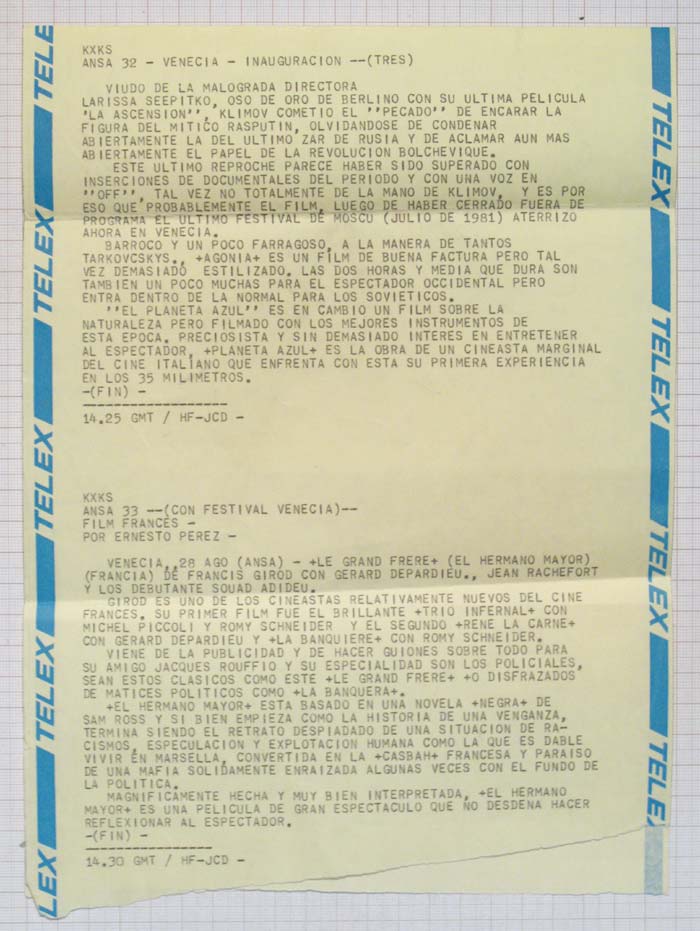 KXKS
ANSA 32 - VENECIA - INAUGURACION --(TRES)
VIUDO DE LA MALOGRADA DIRECTORA
LARISSA SEEPITKO, OSO DE ORO DE BERLINO CON SU ULTIMA PELICULA
'LA ASCENSION'', KLIMOV COMETIO EL ''PECADO'' DE ENCARAR LA
FIGURA DEL MITICO RASPUTIN, OLVIDANDOSE DE CONDENAR
ABIERTAMENTE LA DEL ULTIMO ZAR DE RUSIA Y DE ACLAMAR AUN MAS
ABIERTAMENTE EL PAPEL DE LA REVOLUCION BOLCHEVIQUE.
ESTE ULTIMO REPROCHE PARECE HABER SIDO SUPERADO CON
INSERCIONES DE DOCUMENTALES DEL PERIODO Y CON UNA VOZ EN
''OFF'', TAL VEZ NO TOTALMENTE DE LA MANO DE KLIMOV, Y ES POR
ESO QUE PROBABLEMENTE EL FILM, LUEGO DE HABER CERRADO FUERA DE
PROGRAMA EL ULTIMO FESTIVAL DE MOSCU (JULIO DE 1981) ATERRIZO
AHORA EN VENECIA.
BARROCO Y UN POCO FARRAGOSO, A LA MANERA DE TANTOS
TARKOVCSKYS., +AGONIA+ ES UN FILM DE BUENA FACTURA PERO TAL
VEZ DEMASIADO ESTILIZADO. LAS DOS HORAS Y MEDIA QUE DURA SON
TAMBIEN UN POCO MUCHAS PARA EL ESPECTADOR OCCIDENTAL PERO
ENTRA DENTRO DE LA NORMAL PARA LOS SOVIETICOS.
''EL PLANETA AZUL'' ES EN CAMBIO UN FILM SOBRE LA
NATURALEZA PERO FILMADO CON LOS MEJORES INSTRUMENTOS DE
ESTA EPOCA. PRECIOSISTA Y SIN DEMASIADO INTERES EN ENTRETENER
AL ESPECTADOR, +PLANETA AZUL+ ES LA OBRA DE UN CINEASTA MARGINAL
DEL CINE ITALIANO QUE ENFRENTA CON ESTA SU PRIMERA EXPERIENCIA
EN LOS 35 MILIMETROS.
-(FIN) -
--------------------
14.25 GMT / HF-JCD -
KXKS
ANSA 33 --(CON FESTIVAL VENECIA)--
FILM FRANCES -
POR ERNESTO PEREZ -
VENECIA,,28 AGO (ANSA) - +LE GRAND FRERE+ (EL HERMANO MAYOR)
(FRANCIA) DE FRANCIS GIROD CON GERARD DEPARDIEU., JEAN RACHEFORT
Y LOS DEBUTANTE SOUAD ADIDEU.
GIROD ES UNO DE LOS CINEASTAS RELATIVAMENTE NUEVOS DEL CINE
FRANCES. SU PRIMER FILM FUE EL BRILLANTE +TRIO INFERNAL+ CON
MICHEL PICCOLI Y ROMY SCHNEIDER Y EL SEGUNDO +RENE LA CARNE+
CON GERARD DEPARDIEU Y +LA BANQUIERE+ CON ROMY SCHNEIDER.
VIENE DE LA PUBLICIDAD Y DE HACER GUIONES SOBRE TODO PARA
SU AMIGO JACQUES ROUFFIO Y SU ESPECIALIDAD SON LOS POLICIALES,
SEAN ESTOS CLASICOS COMO ESTE +LE GRAND FRERE+ +O DISFRAZADOS
DE MATICES POLITICOS COMO +LA BANQUERA+.
+EL HERMANO MAYOR+ ESTA BASADO EN UNA NOVELA +NEGRA+ DE
SAM ROSS Y SI BIEN EMPIEZA COMO LA HISTORIA DE UNA VENGANZA,
TERMINA SIENDO EL RETRATO DESPIADADO DE UNA SITUACION DE RA-
CISMOS, ESPECULACION Y EXPLOTACION HUMANA COMO LA QUE ES DABLE
VIVIR EN MARSELLA, CONVERTIDA EN LA +CASBAH+ FRANCESA Y PARAISO
DE UNA MAFIA SOLIDAMENTE ENRAIZADA ALGUNAS VECES CON EL FUNDO DE
LA POLITICA.
MAGNIFICAMENTE HECHA Y MUY BIEN INTERPRETADA, +EL HERMANO
MAYOR+ ES UNA PELICULA DE GRAN ESPECTACULO QUE NO DESDENA HACER
REFLEXIONAR AL ESPECTADOR.
-(FIN) -
--------------------
14.30 GMT / HF-JCD -
TELE
TELEX
TELEX
TELEX
LEX
TELEX
TELEX
TELEX
TELEX